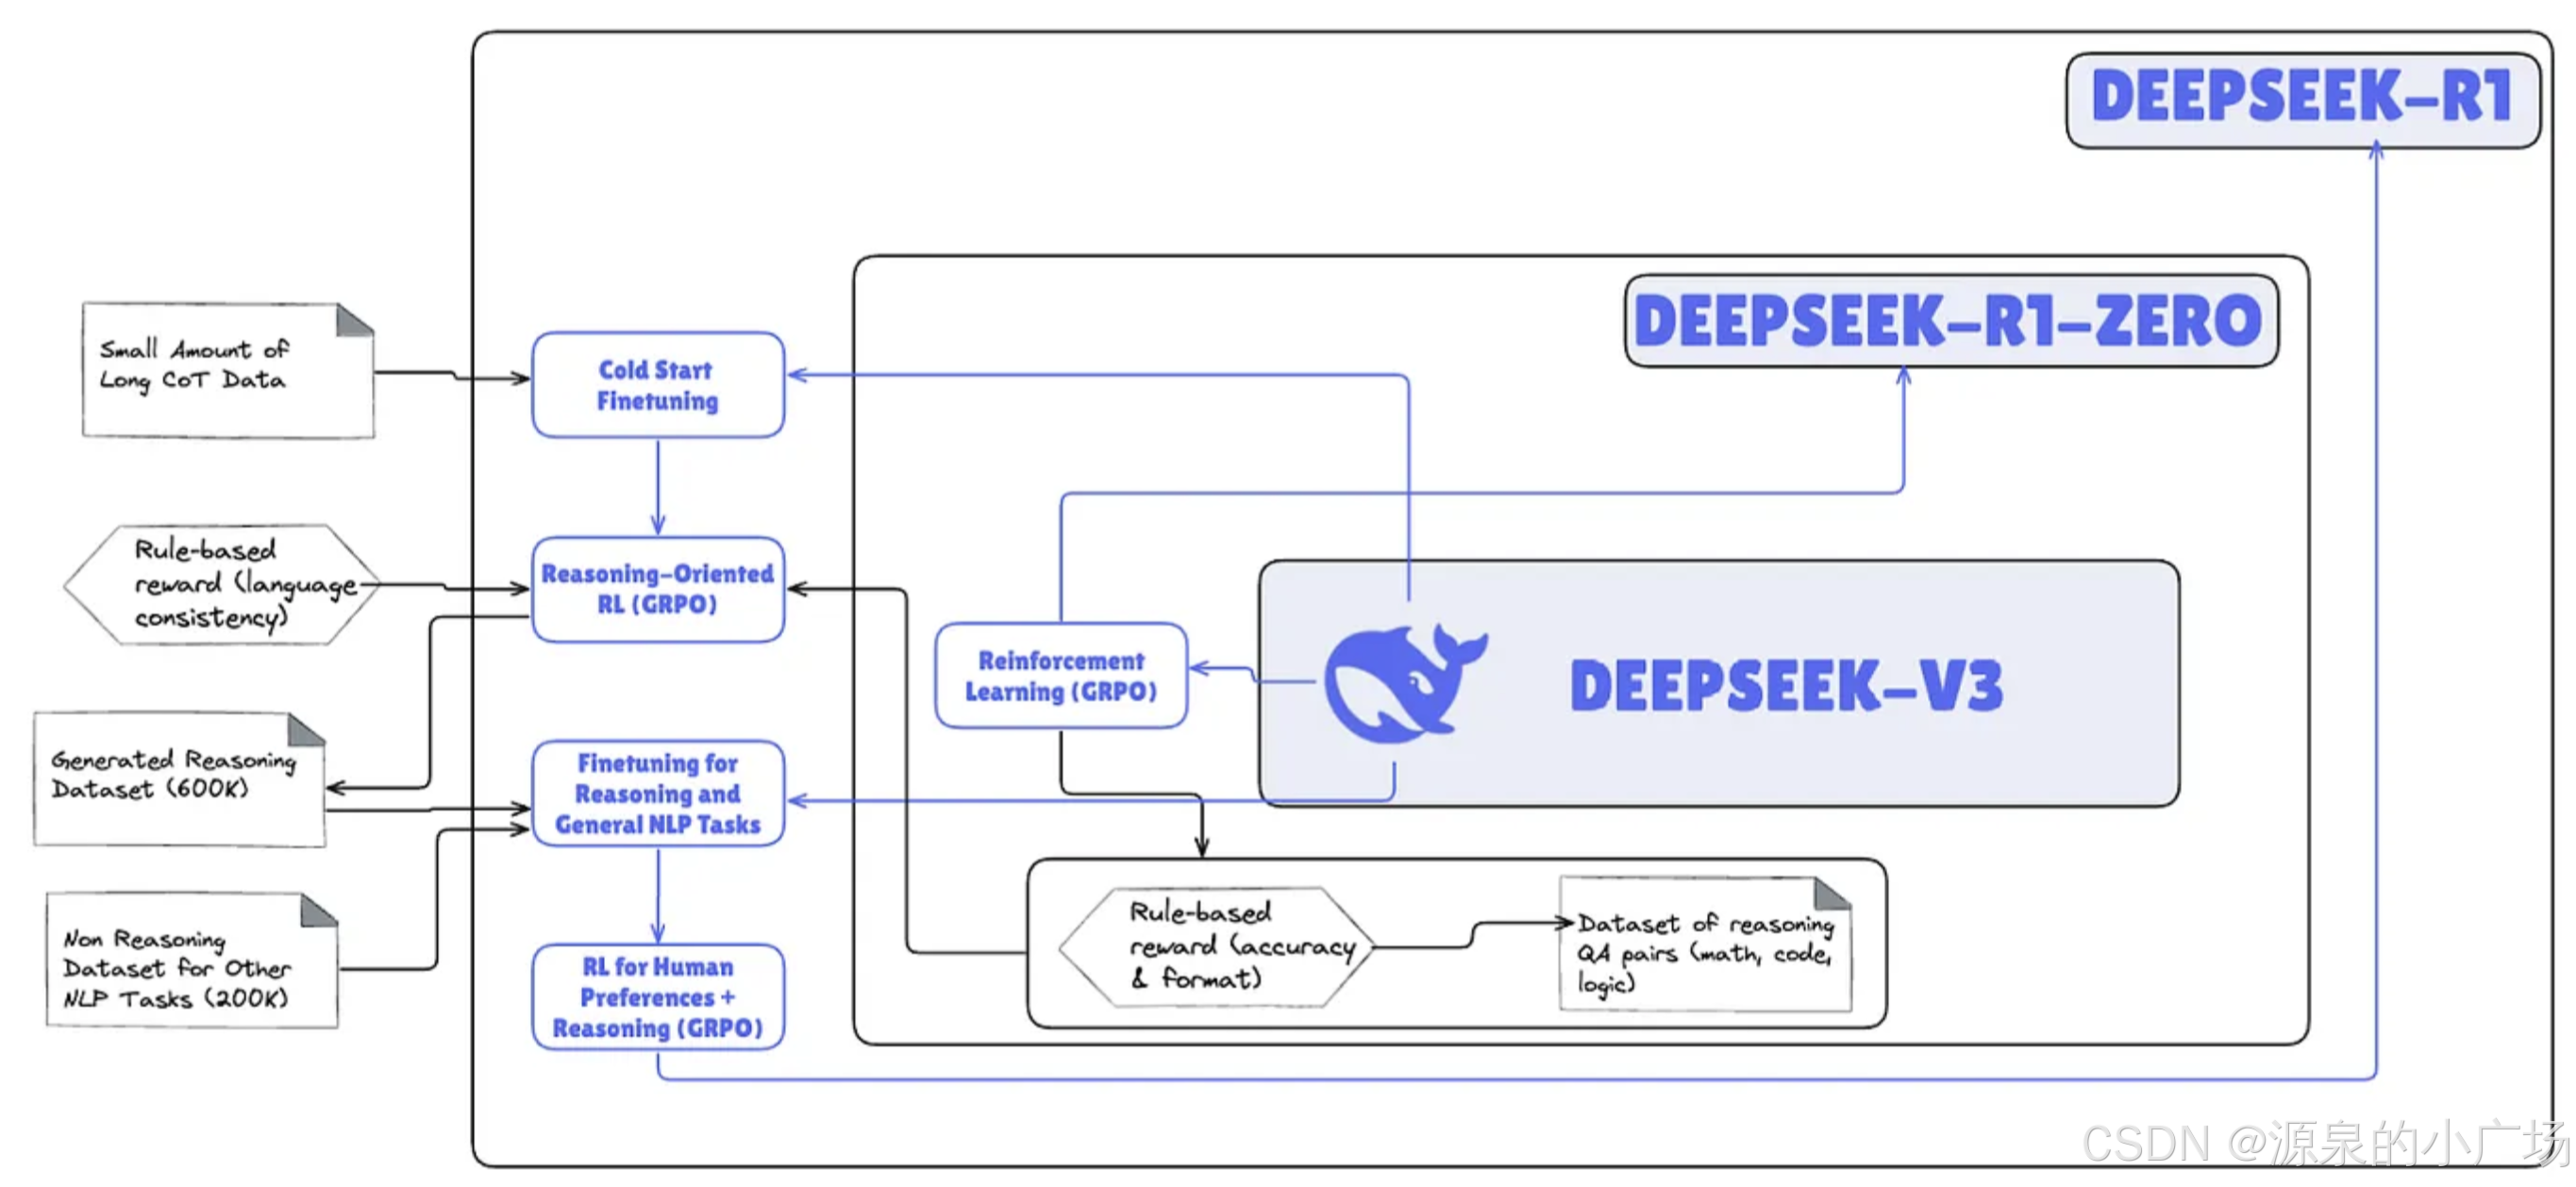 DEEPSEEK-R1
DEEPSEEK-R1-ZERO
Small Amount of
Long CoT Data
Cold Start
Finetuning
Rule-based
reward (language
consistency)
Reasoning-Oriented
RL (GRPO)
Reinforcement
Learning (GRPO)
DEEPSEEK-V3
Generated Reasoning
Dataset (600K)
Finetuning for
Reasoning and
General NLP Tasks
Non Reasoning
Dataset for Other
NLP Tasks (200K)
RL for Human
Preferences +
Reasoning (GRPO)
Rule-based
reward (accuracy
& format)
Dataset of reasoning
QA pairs (math, code,
logic)
CSDN @源泉的小广场